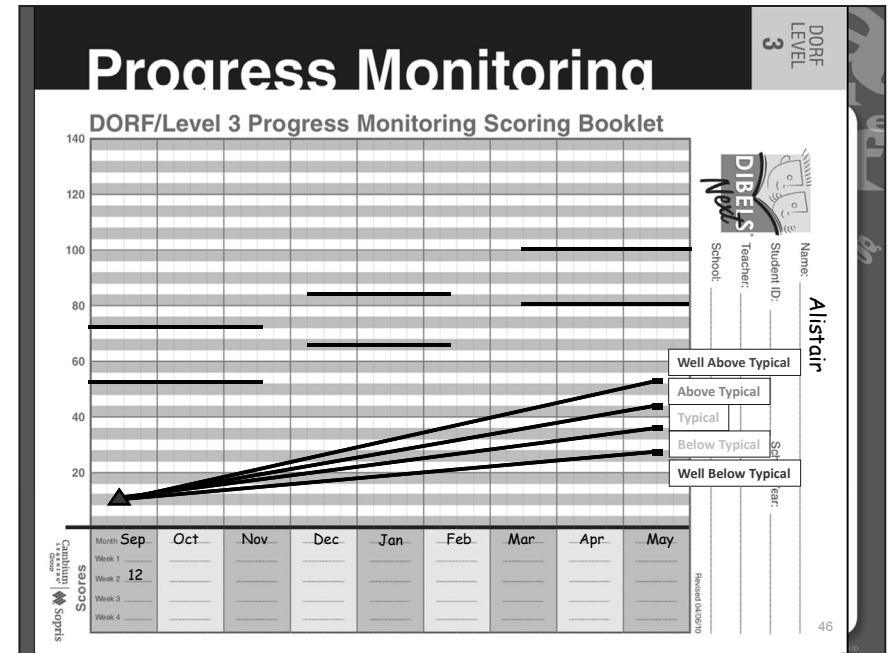 Progress Monitoring
DORF
LEVEL
3
DORF/Level 3 Progress Monitoring Scoring Booklet
140
120
100
80
60
40
20
DIBELS
Next
Name:
Alistair
Student ID:
Teacher:
School:
Well Above Typical
Above Typical
Typical
Below Typical
Well Below Typical
Month Sep Oct Nov Dec Jan Feb Mar Apr May
Week 1
Week 2 12
Week 3
Week 4
Scores
Cambium
LEARNING
Group
Sopris
Revised 04/06/10
46